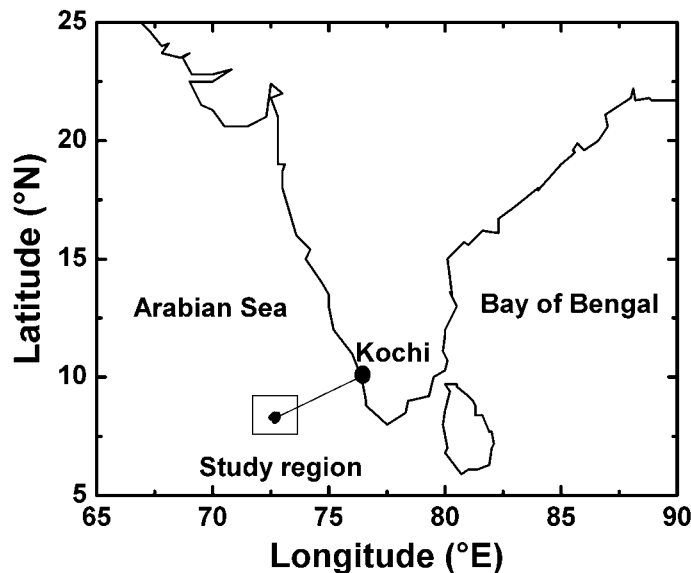 25
20
Latitude (°N)
15
Arabian Sea
Bay of Bengal
Kochi
10
Study region
5
65 70 75 80 85 90
Longitude (°E)